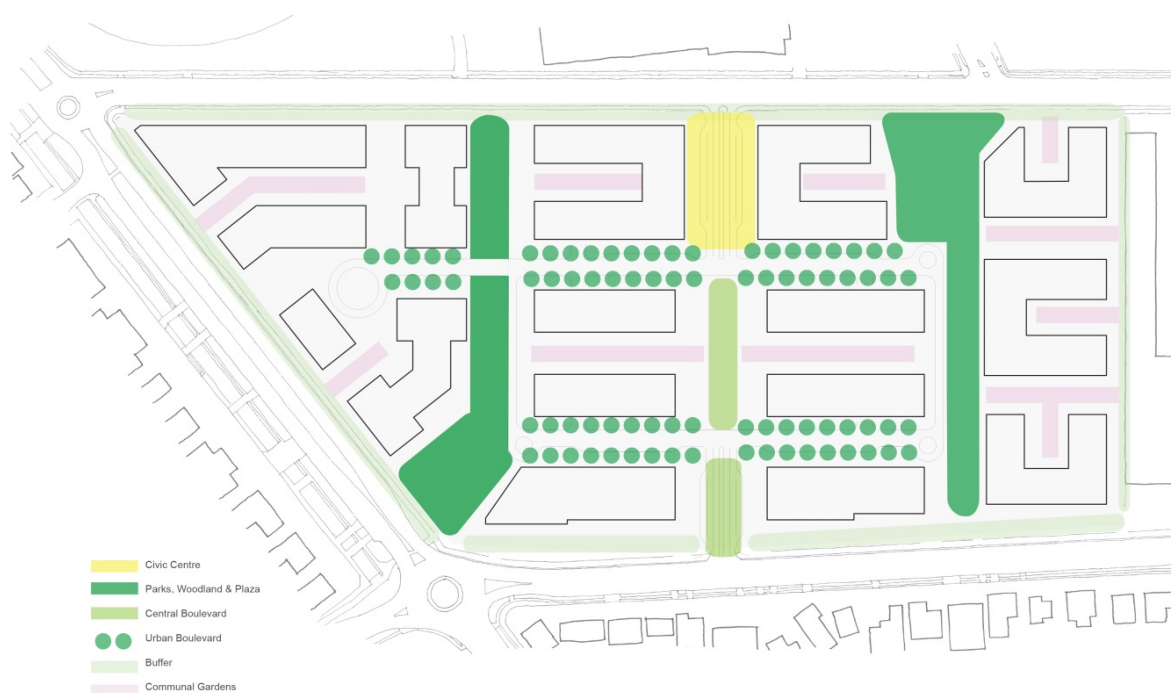 Civic Centre
Parks, Woodland & Plaza
Central Boulevard
Urban Boulevard
Buffer
Communal Gardens